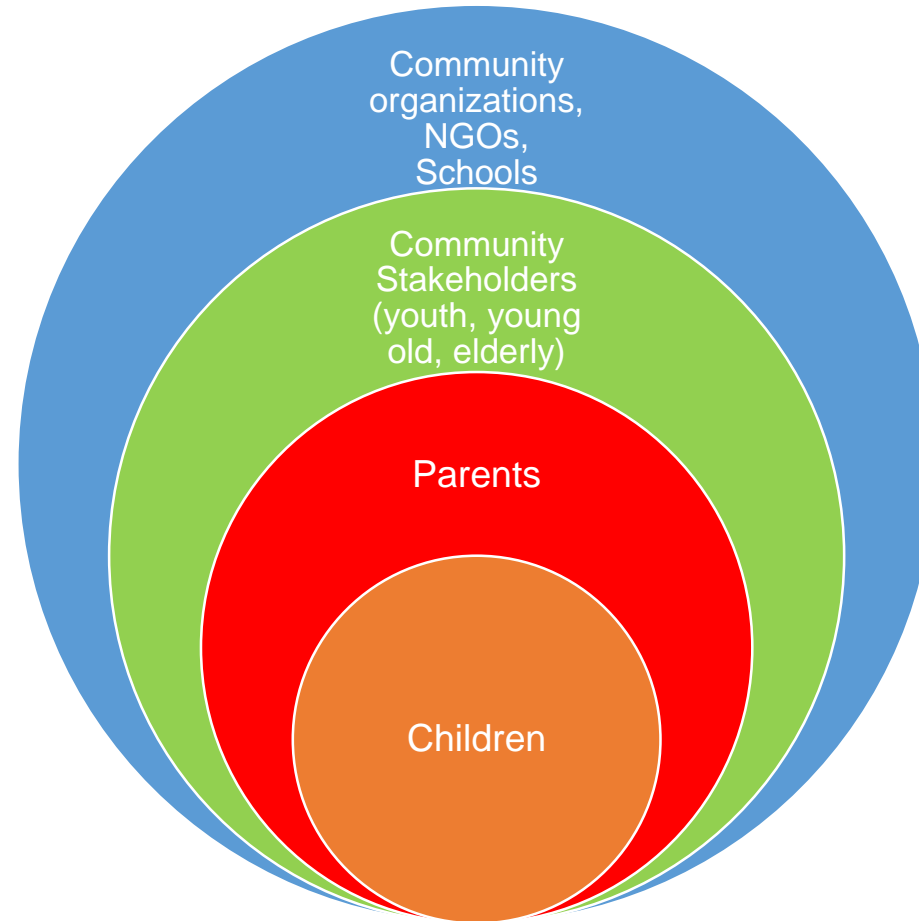 Community
organizations,
NGOs,
Schools
Community
Stakeholders
(youth, young
old, elderly)
Parents
Children